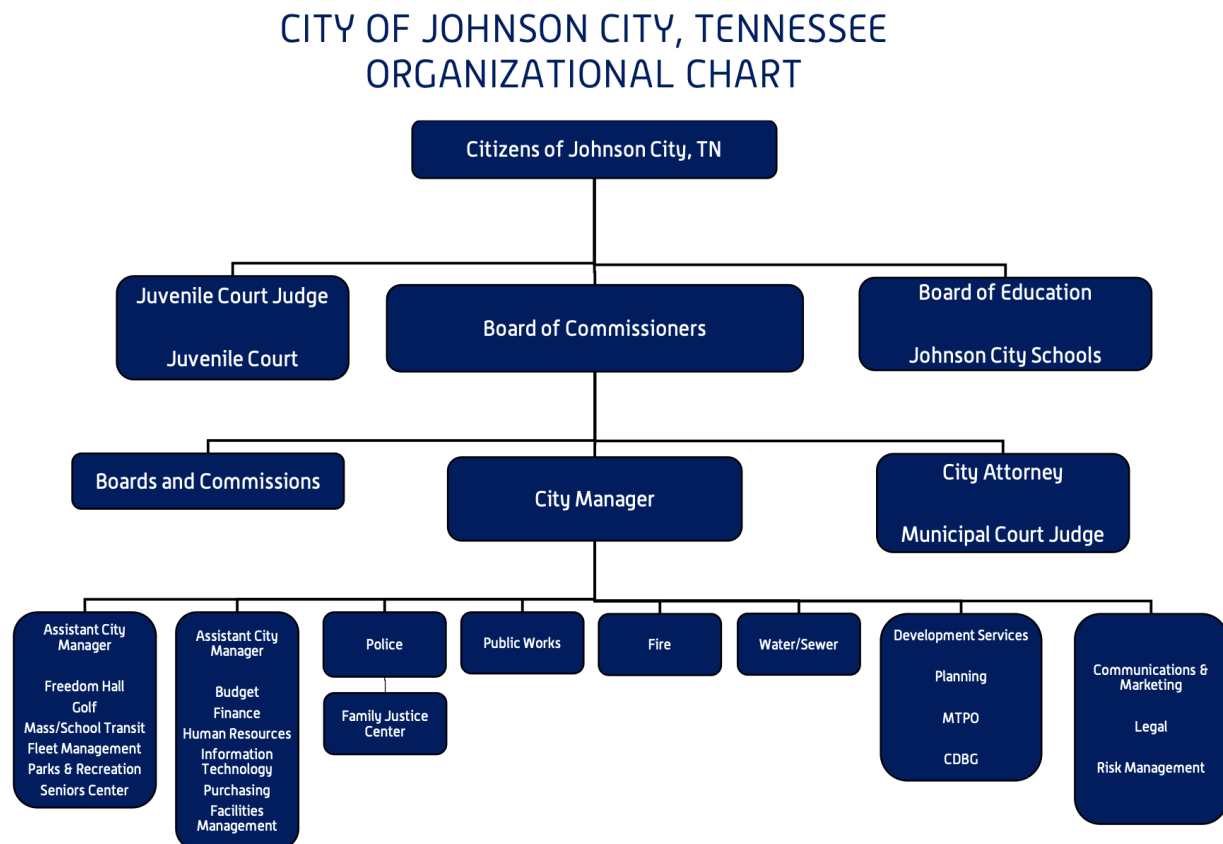 CITY OF JOHNSON CITY, TENNESSEE
ORGANIZATIONAL CHART
Citizens of Johnson City, TN
Juvenile Court Judge
Juvenile Court
Board of Commissioners
Board of Education
Johnson City Schools
Boards and Commissions
City Manager
City Attorney
Municipal Court Judge
Assistant City
Manager
Freedom Hall
Golf
Mass/School Transit
Fleet Management
Parks & Recreation
Seniors Center
Assistant City
Manager
Budget
Finance
Human Resources
Information
Technology
Purchasing
Facilities
Management
Police
Family Justice
Center
Public Works
Fire
Water/Sewer
Development Services
Planning
MTPO
CDBG
Communications &
Marketing
Legal
Risk Management